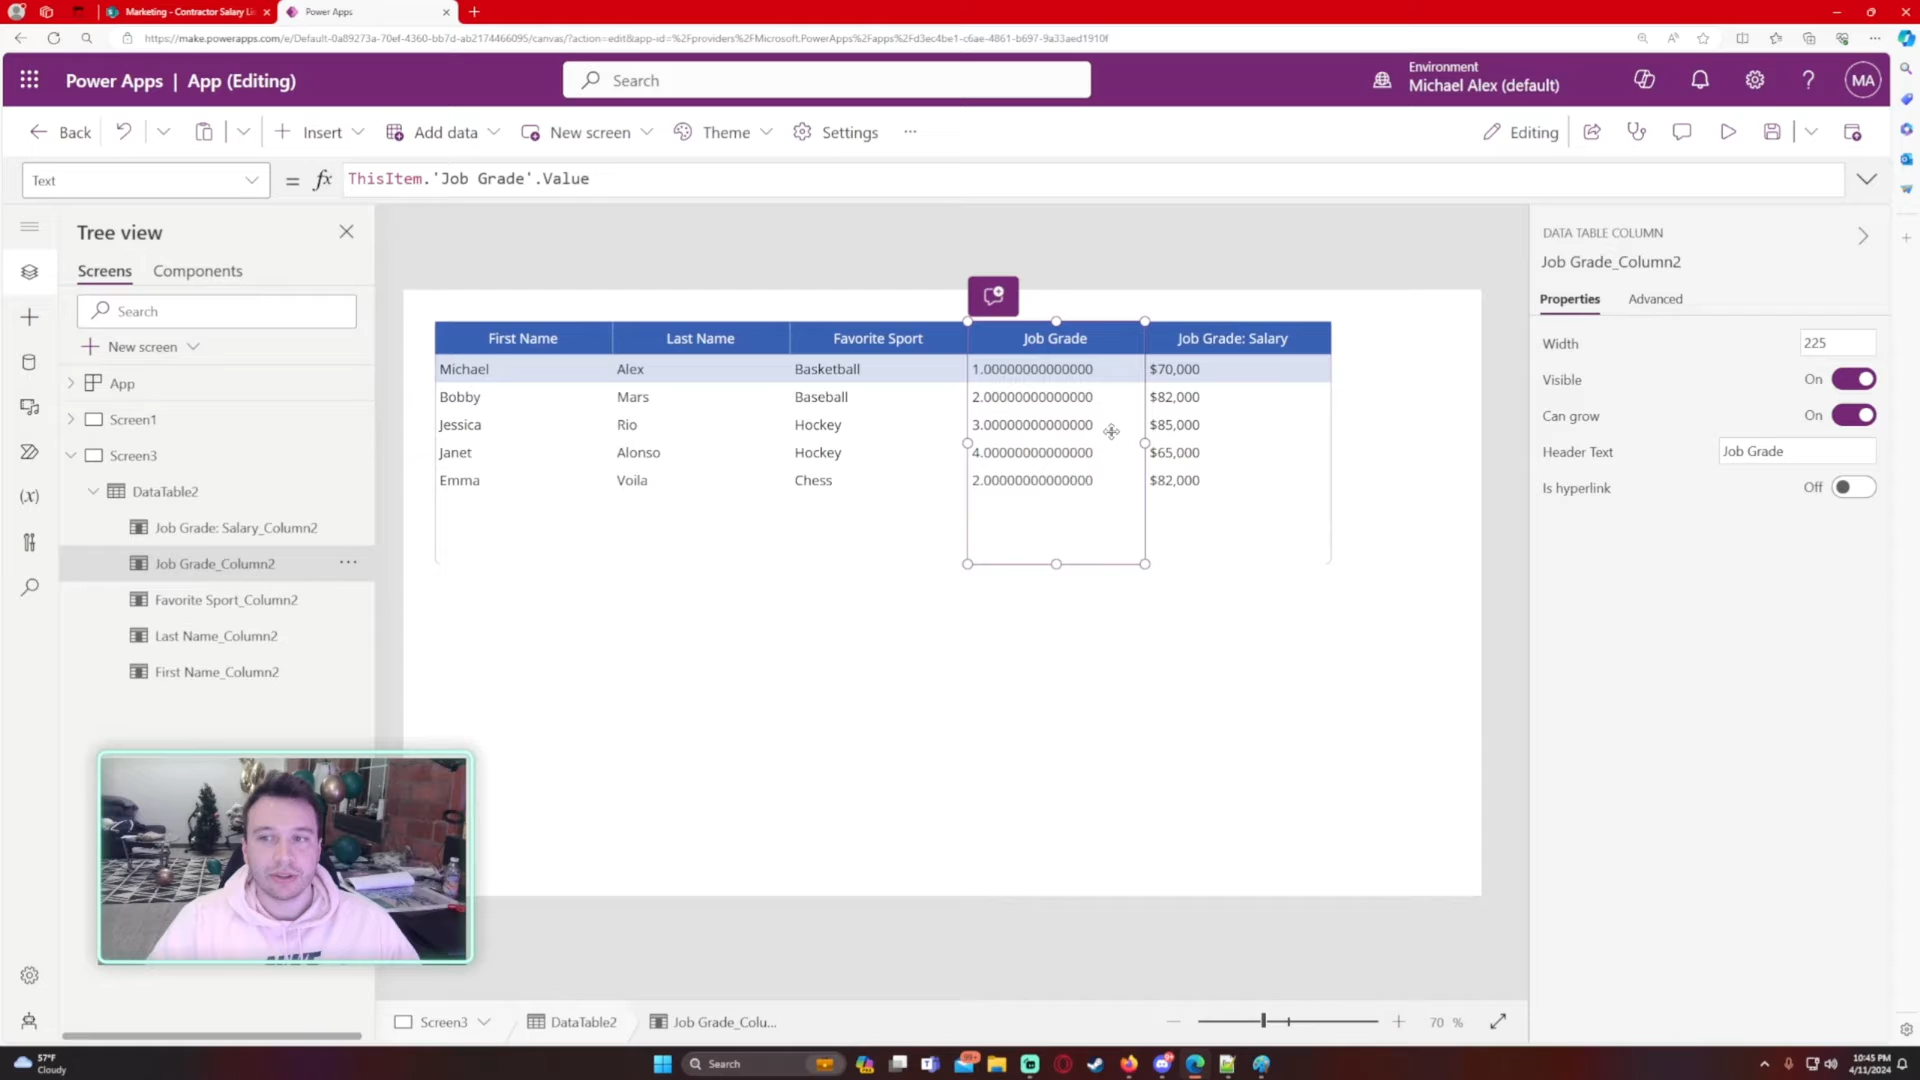 Marketing - Contractor Salary Li
Power Apps
https://make.powerapps.com/e/Default-0a89273a-70ef-4360-bb7d-ab2174466095/canvas/?action=edit&app-id=%2Fproviders%2FMicrosoft.PowerApps%2Fapps%2Fd3ec4be1-c6ae-4861-b697-9a33aed1910f
Power Apps | App (Editing)
Search
Environment
Michael Alex (default)
MA
Back
Insert
Add data
New screen
Theme
Settings
Editing
Text
= fx ThisItem.'Job Grade'.Value
Tree view
Screens Components
Search
New screen
App
Screen1
Screen3
DataTable2
Job Grade: Salary_Column2
Job Grade_Column2
Favorite Sport_Column2
Last Name_Column2
First Name_Column2
First Name Last Name Favorite Sport Job Grade Job Grade: Salary
Michael Alex Basketball 1.00000000000000 $70,000
Bobby Mars Baseball 2.00000000000000 $82,000
Jessica Rio Hockey 3.00000000000000 $85,000
Janet Alonso Hockey 4.00000000000000 $65,000
Emma Voila Chess 2.00000000000000 $82,000
DATA TABLE COLUMN
Job Grade_Column2
Properties Advanced
Width 225
Visible On
Can grow On
Header Text Job Grade
Is hyperlink Off
Screen3
DataTable2
Job Grade_Colu...
70 %
57°F
Cloudy
Search
99+
10:45 PM
4/11/2024